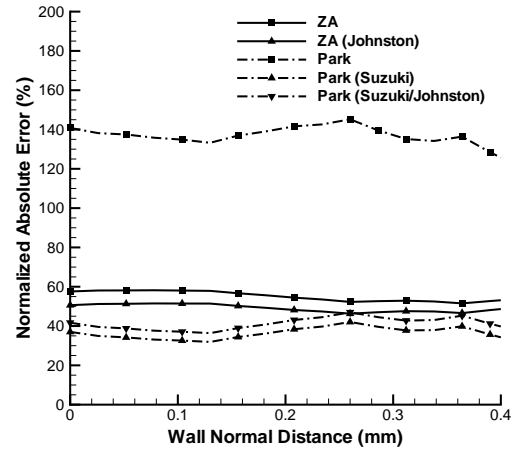 ZA
ZA (Johnston)
Park
Park (Suzuki)
Park (Suzuki/Johnston)
Normalized Absolute Error (%)
200
180
160
140
120
100
80
60
40
20
0
0
0.1
0.2
0.3
0.4
Wall Normal Distance (mm)